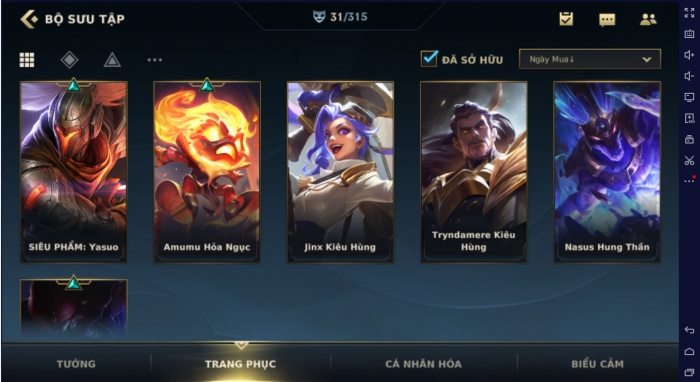 BỘ SƯU TẬP
31/315
ĐÃ SỞ HỮU
Ngày Mua↓
SIÊU PHẨM: Yasuo
Amumu Hỏa Ngục
Jinx Kiêu Hùng
Tryndamere Kiêu
Hùng
Nasus Hung Thần
TƯỚNG
TRANG PHỤC
CÁ NHÂN HÓA
BIỂU CẢM